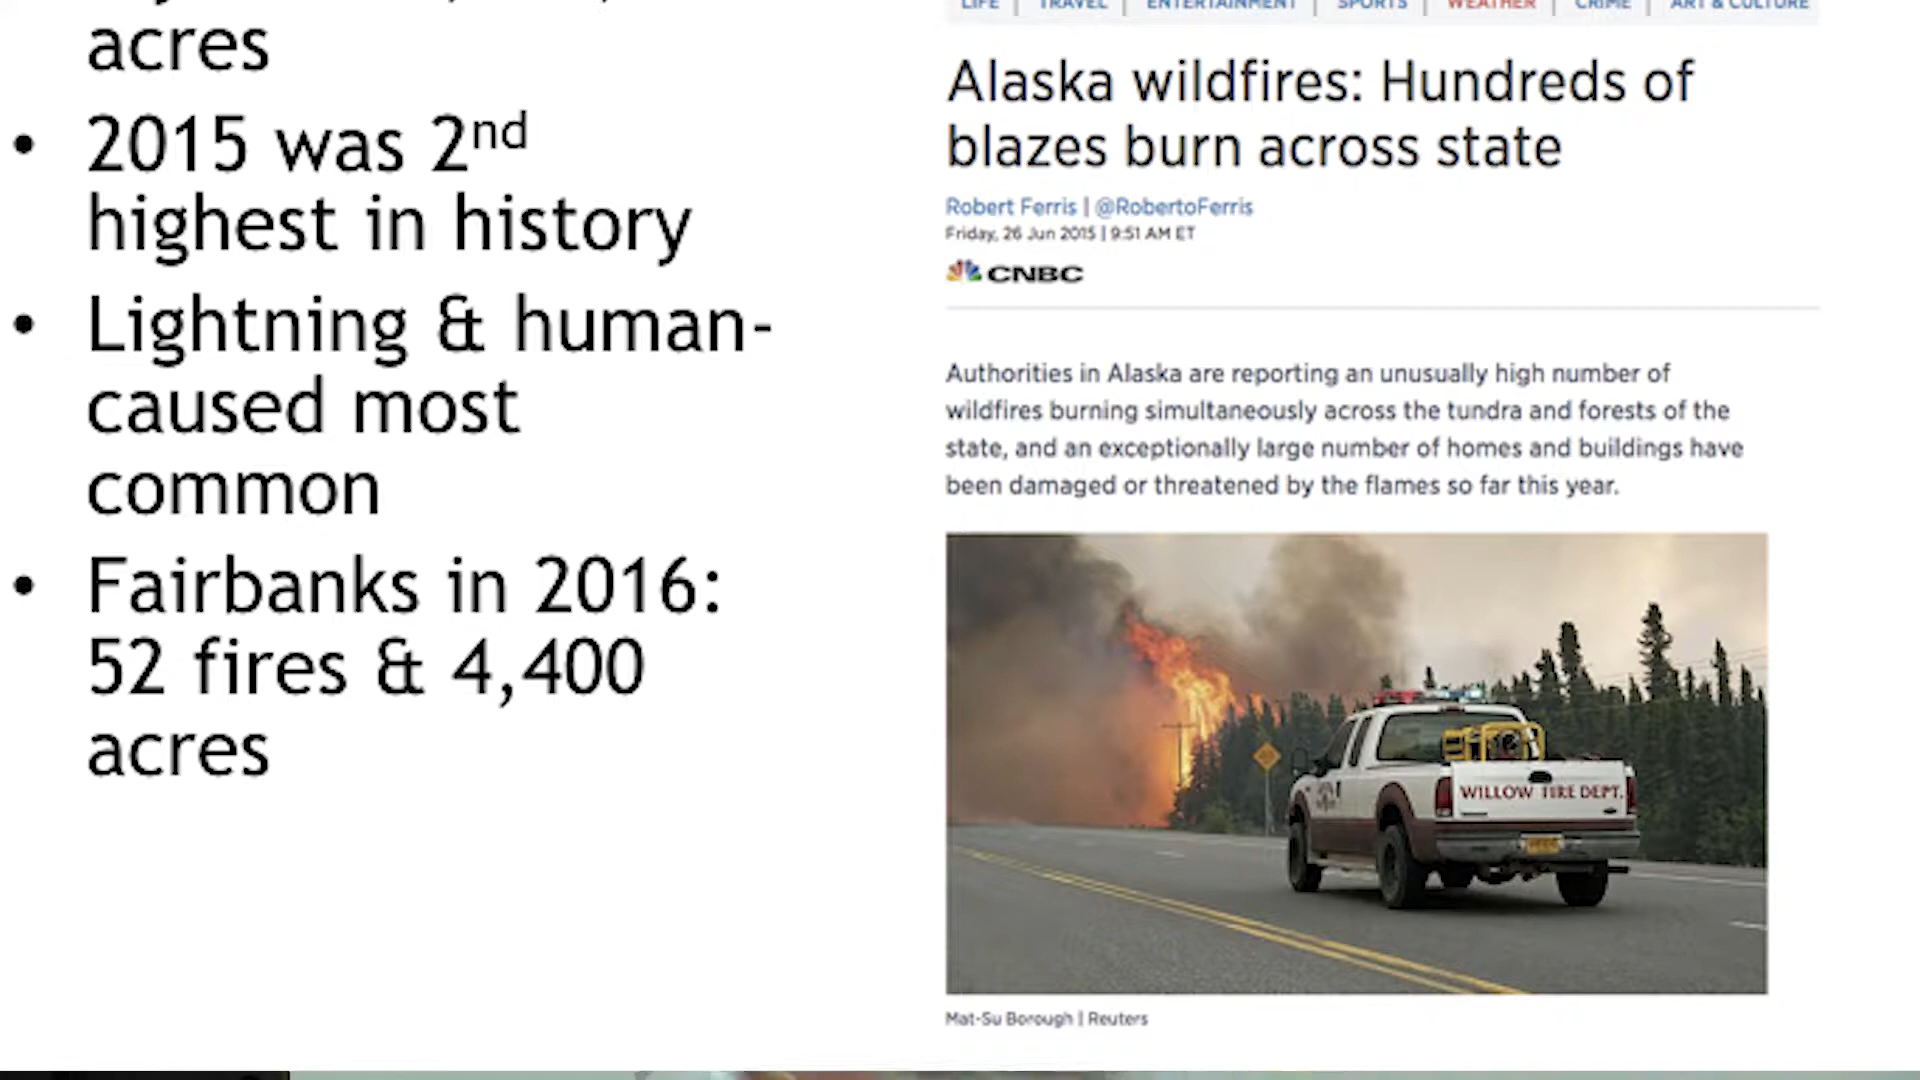 acres
• 2015 was 2nd
highest in history
• Lightning & human-
caused most
common
• Fairbanks in 2016:
52 fires & 4,400
acres
LIFE | TRAVEL | ENTERTAINMENT | SPORTS | WEATHER | CRIME | ART & CULTURE
Alaska wildfires: Hundreds of
blazes burn across state
Robert Ferris | @RobertoFerris
Friday, 26 Jun 2015 | 9:51 AM ET
CNBC
Authorities in Alaska are reporting an unusually high number of
wildfires burning simultaneously across the tundra and forests of the
state, and an exceptionally large number of homes and buildings have
been damaged or threatened by the flames so far this year.
WILLOW FIRE DEPT.
Mat-Su Borough | Reuters